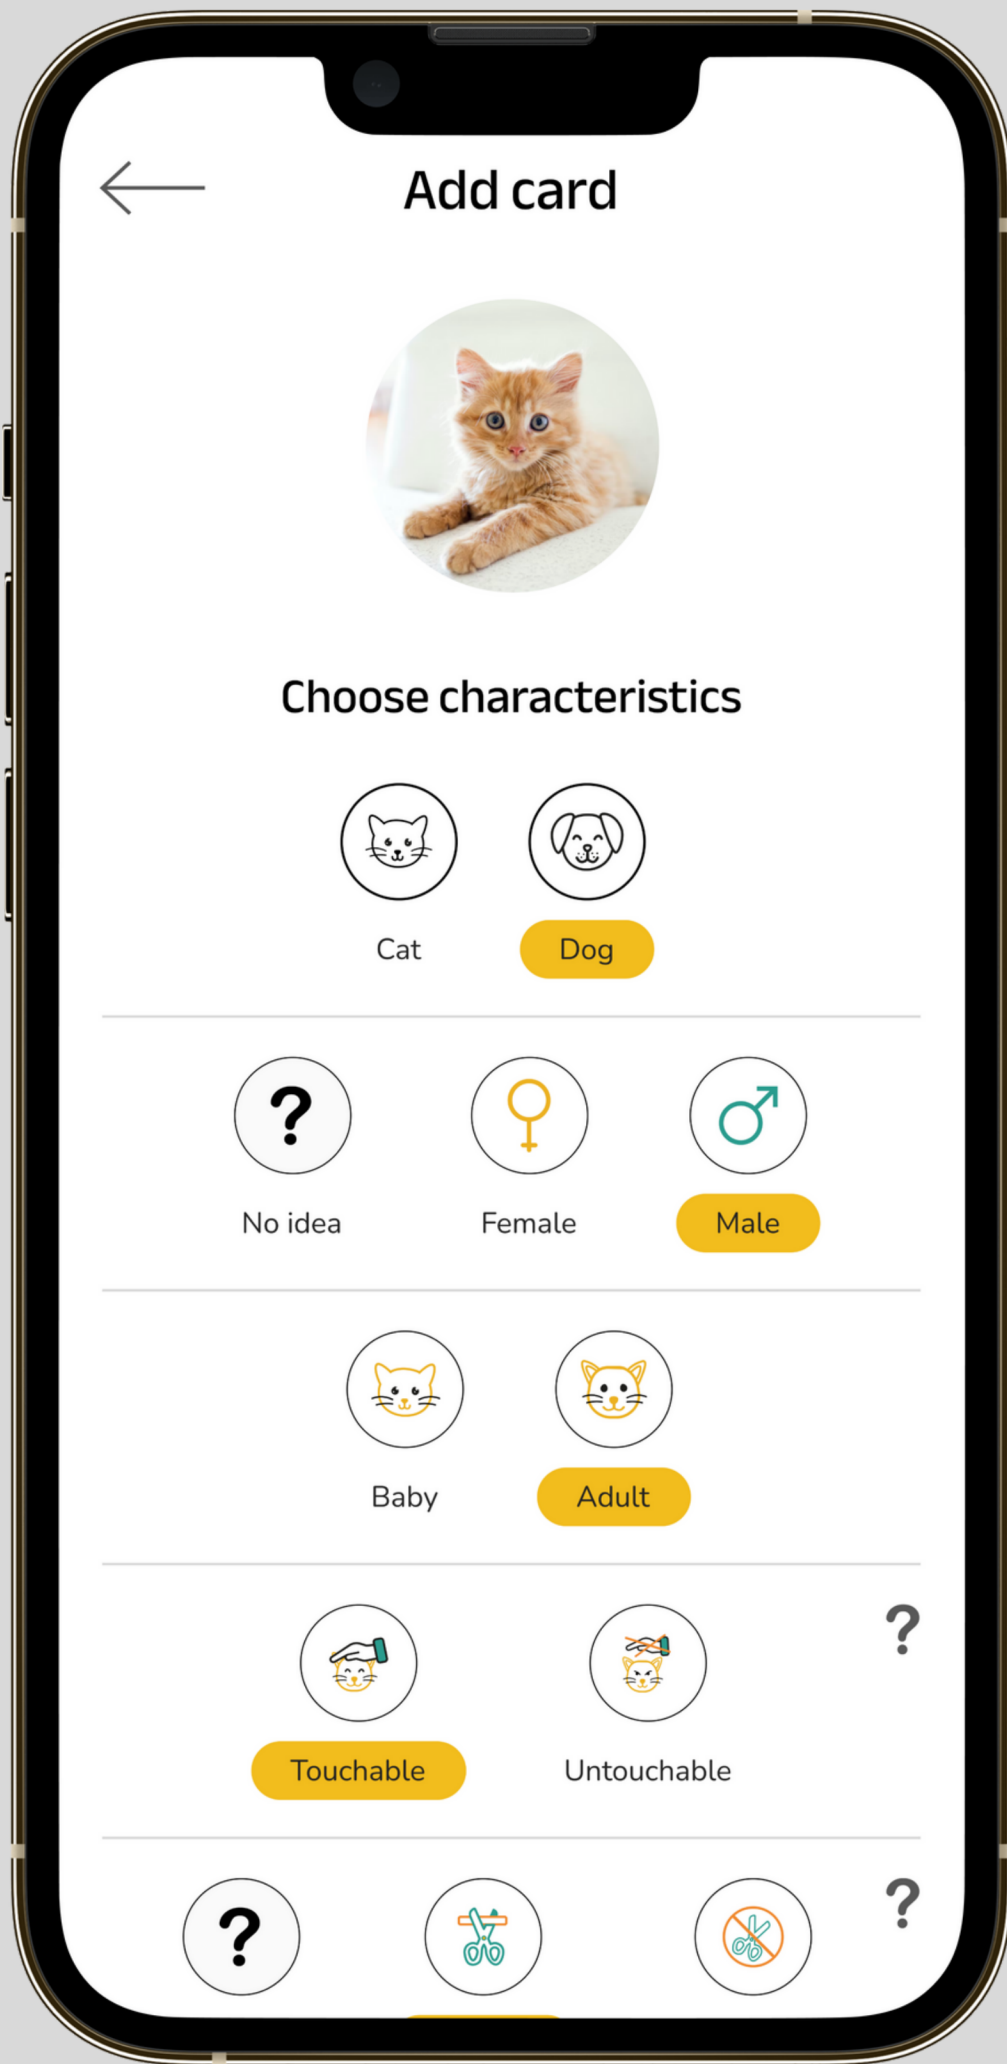 Add card
Choose characteristics
Cat Dog
?
No idea Female Male
Baby Adult
?
Touchable Untouchable
? ?